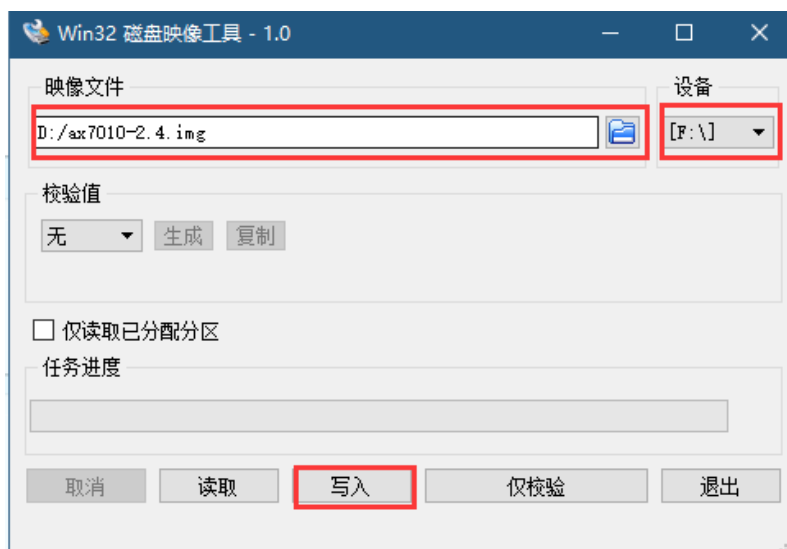 Win32 磁盘映像工具 - 1.0
映像文件
设备
D:/ax7010-2.4.img
[F:\]
校验值
无
生成
复制
仅读取已分配分区
任务进度
取消
读取
写入
仅校验
退出